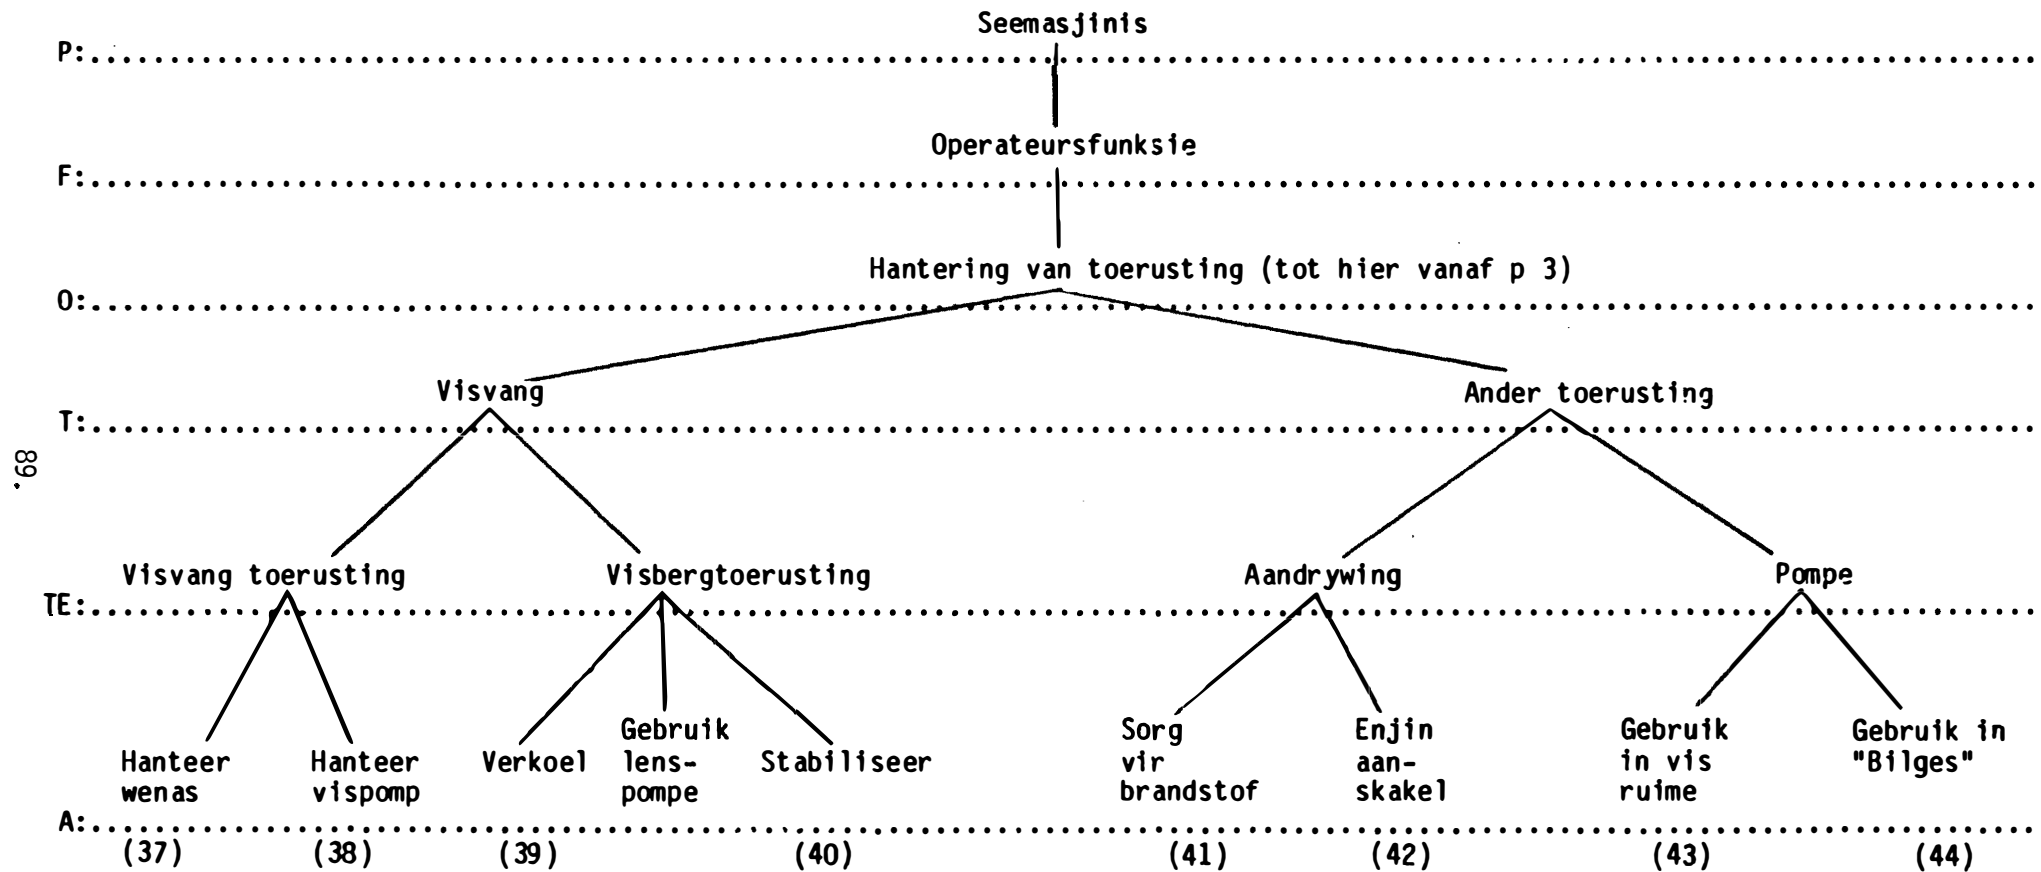 Seemasjinis
P:
Operateursfunksie
F:
Hantering van toerusting (tot hier vanaf p 3)
O:
Visvang
Ander toerusting
T:
89.
Visvang toerusting
Visbergtoerusting
Aandrywing
Pompe
TE:
Hanteer
wenas
Hanteer
vispomp
Verkoel
Gebruik
lens-
pompe
Stabiliseer
Sorg
vir
brandstof
Enjin
aan-
skakel
Gebruik
in vis
ruime
Gebruik in
"Bilges"
A:
(37) (38) (39) (40) (41) (42) (43) (44)